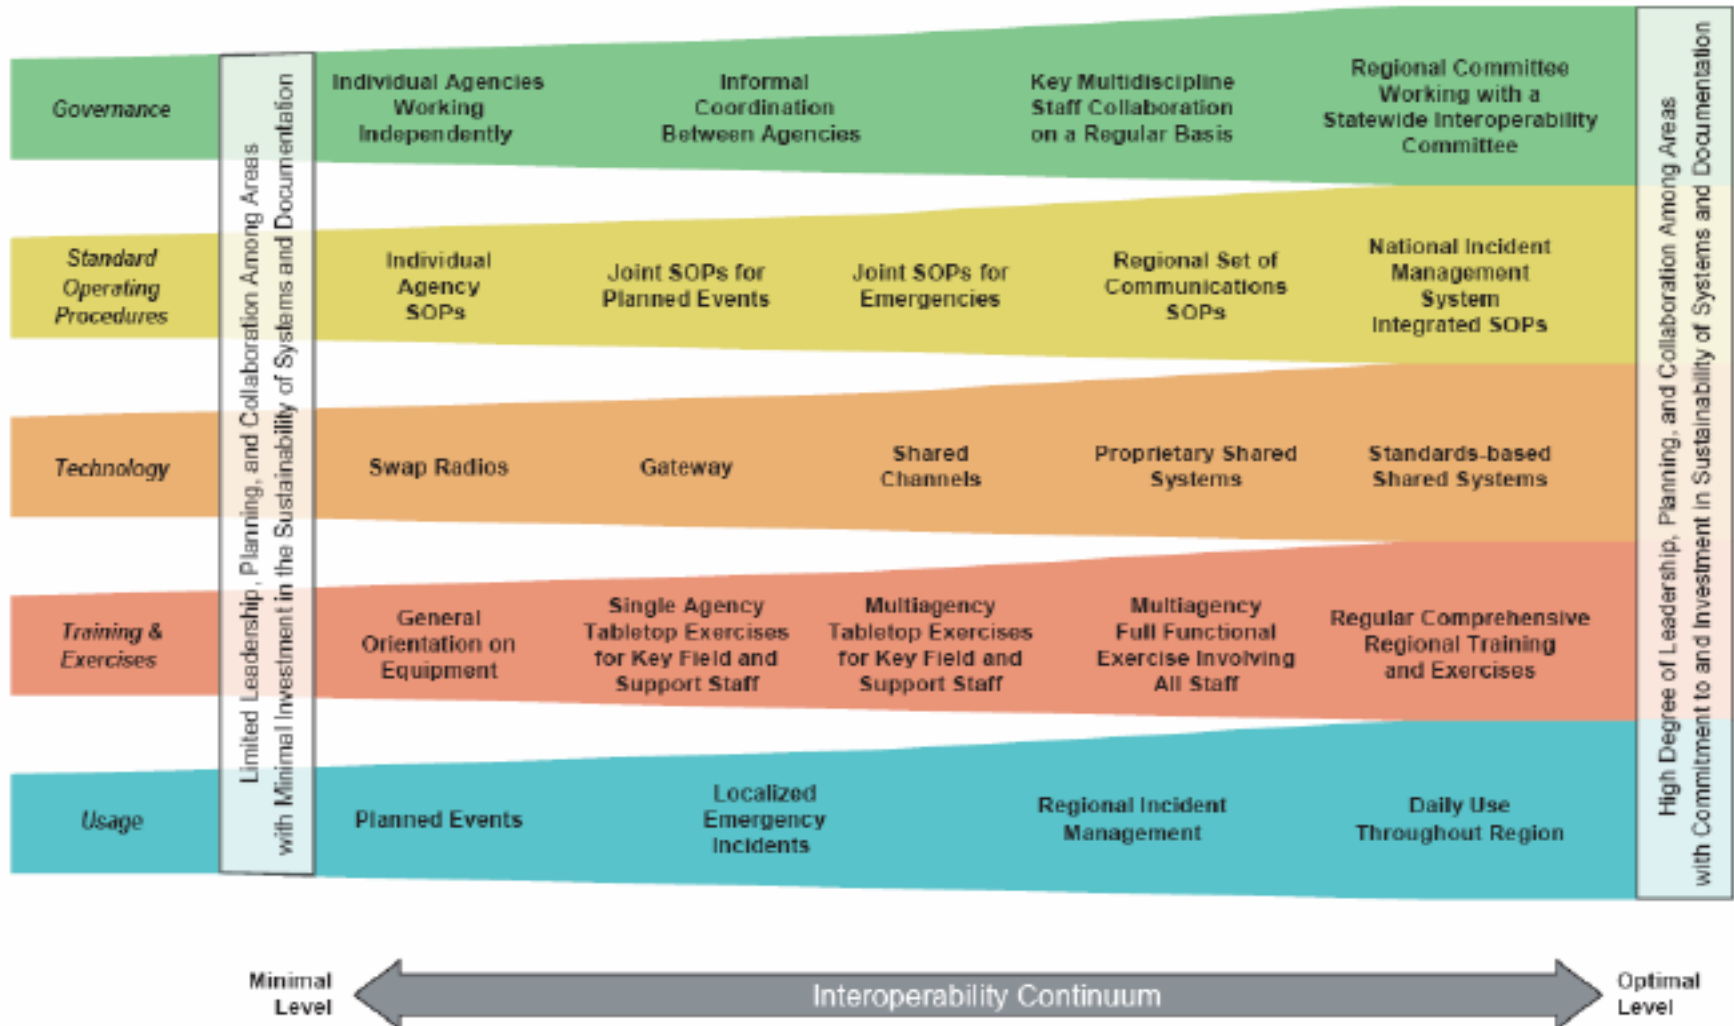 Governance
Individual Agencies
Working
Independently
Informal
Coordination
Between Agencies
Key Multidiscipline
Staff Collaboration
on a Regular Basis
Regional Committee
Working with a
Statewide Interoperability
Committee
Standard
Operating
Procedures
Individual
Agency
SOPs
Joint SOPs for
Planned Events
Joint SOPs for
Emergencies
Regional Set of
Communications
SOPs
National Incident
Management
System
Integrated SOPs
Technology
Swap Radios
Gateway
Shared
Channels
Proprietary Shared
Systems
Standards-based
Shared Systems
Training &
Exercises
General
Orientation on
Equipment
Single Agency
Tabletop Exercises
for Key Field and
Support Staff
Multiagency
Tabletop Exercises
for Key Field and
Support Staff
Multiagency
Full Functional
Exercise Involving
All Staff
Regular Comprehensive
Regional Training
and Exercises
Usage
Planned Events
Localized
Emergency
Incidents
Regional Incident
Management
Daily Use
Throughout Region
Limited Leadership, Planning, and Collaboration Among Areas
with Minimal Investment in the Sustainability of Systems and Documentation
High Degree of Leadership, Planning, and Collaboration Among Areas
with Commitment to and Investment in Sustainability of Systems and Documentation
Minimal
Level
Interoperability Continuum
Optimal
Level